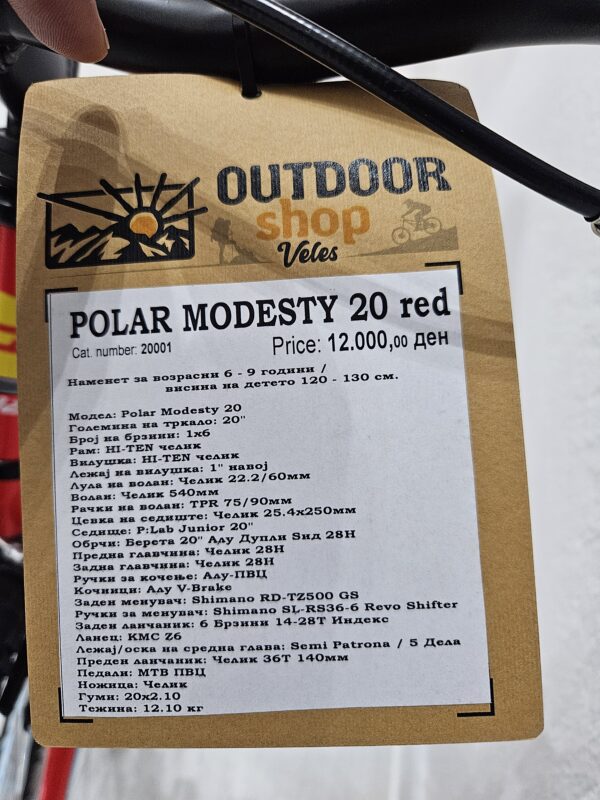 OUTDOOR
shop
Veles
POLAR MODESTY 20 red
Cat. number: 20001 Price: 12.000,00 ден
Наменет за возрасни 6 - 9 години /
висина на детето 120 - 130 см.
Модел: Polar Modesty 20
Големина на тркало: 20"
Број на брзини: 1x6
Рам: HI-TEN челик
Вилушка: HI-TEN челик
Лежај на вилушка: 1" навој
Лула на волан: Челик 22.2/60мм
Волан: Челик 540мм
Рачки на волан: TPR 75/90мм
Цевка на седиште: Челик 25.4x250мм
Седище: P:Lab Junior 20"
Обрчи: Берета 20" Алу Дупли Ѕид 28H
Предна главчина: Челик 28H
Задна главчина: Челик 28H
Ручки за кочење: Алу-ПВЦ
Кочници: Алу V-Brake
Заден менувач: Shimano RD-TZ500 GS
Ручки за менувач: Shimano SL-RS36-6 Revo Shifter
Заден ланчаник: 6 Брзини 14-28T Индекс
Ланец: KMC Z6
Лежај/оска на средна глава: Semi Patrona / 5 Дела
Преден ланчаник: Челик 36T 140мм
Педали: МТВ ПВЦ
Ножица: Челик
Гуми: 20x2.10
Тежина: 12.10 кг